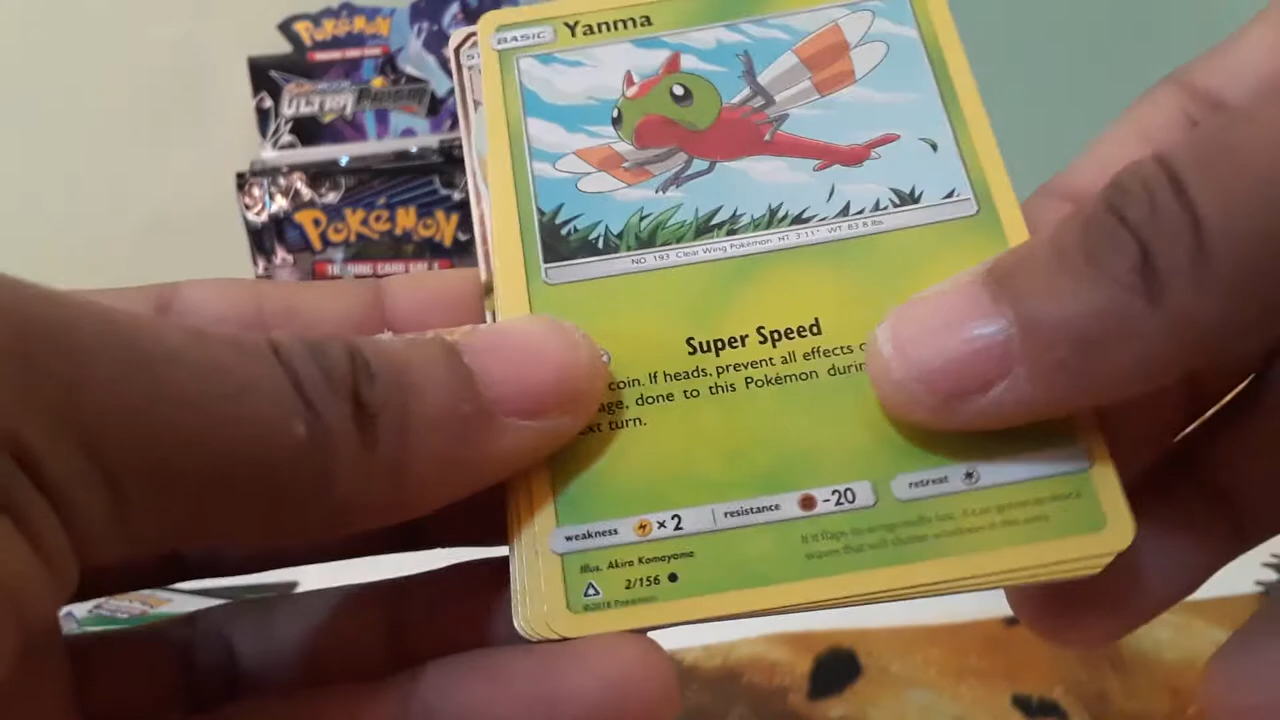 Pokémon
ULTRA PRISM
POKéMON
TRADING CARD GAME
BASIC
Yanma
NO. 193 Clear Wing Pokémon HT 3'11" WT 83.8 lbs
Super Speed
coin. If heads, prevent all effects
age, done to this Pokémon durin
xt turn.
weakness ×2 resistance -20 retreat
Illus. Akira Komayama
2/156
©2018 Pokémon